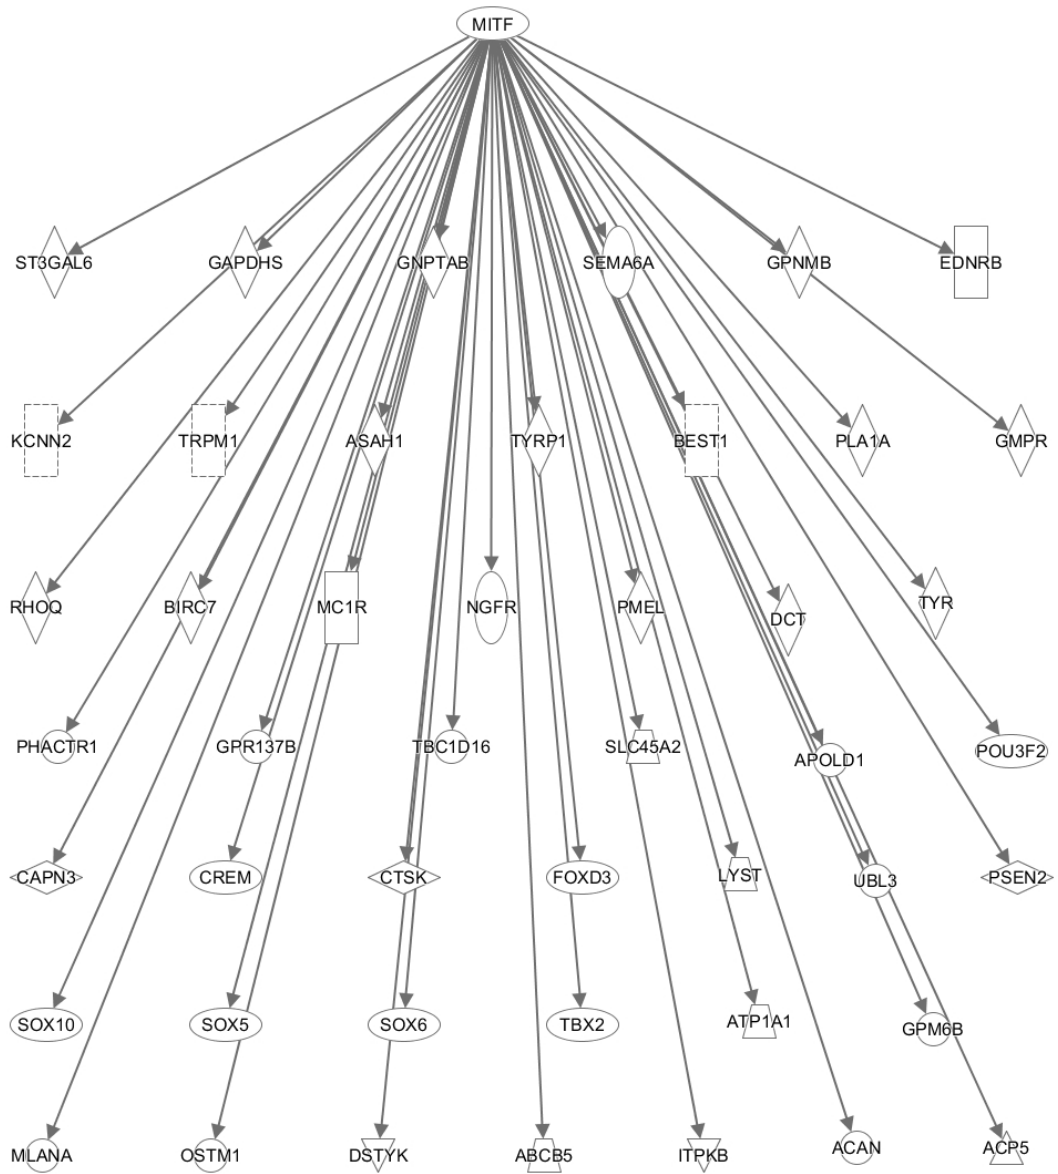 MITF
ST3GAL6
GAPDHS
GNPTAB
SEMA6A
GPNMB
EDNRB
KCNN2
TRPM1
ASAH1
TYRP1
BEST1
PLA1A
GMPR
RHOQ
BIRC7
MC1R
NGFR
PMEL
DCT
TYR
PHACTR1
GPR137B
TBC1D16
SLC45A2
APOLD1
POU3F2
CAPN3
CREM
CTSK
FOXD3
LYST
UBL3
PSEN2
SOX10
SOX5
SOX6
TBX2
ATP1A1
GPM6B
MLANA
OSTM1
DSTYK
ABCB5
ITPKB
ACAN
ACP5